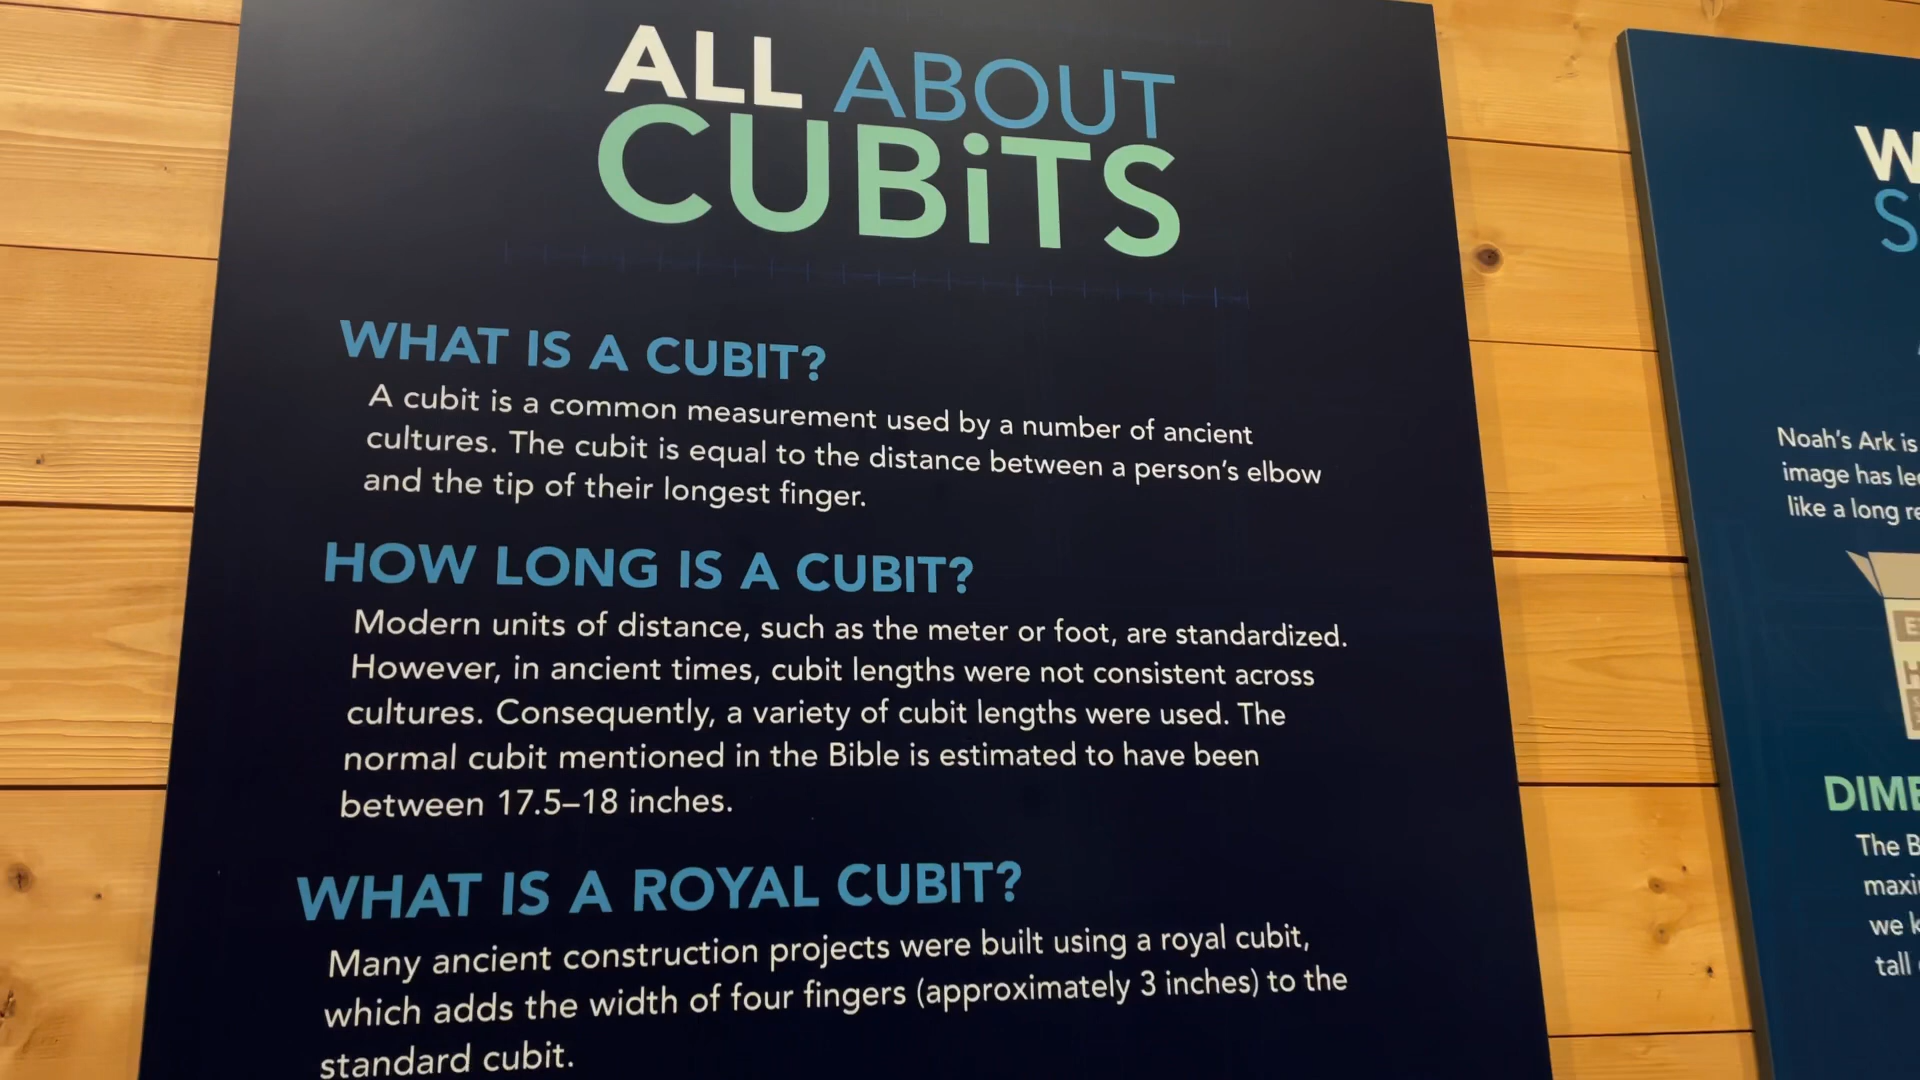 ALL ABOUT
CUBiTS
WHAT IS A CUBIT?
A cubit is a common measurement used by a number of ancient
cultures. The cubit is equal to the distance between a person's elbow
and the tip of their longest finger.
HOW LONG IS A CUBIT?
Modern units of distance, such as the meter or foot, are standardized.
However, in ancient times, cubit lengths were not consistent across
cultures. Consequently, a variety of cubit lengths were used. The
normal cubit mentioned in the Bible is estimated to have been
between 17.5–18 inches.
WHAT IS A ROYAL CUBIT?
Many ancient construction projects were built using a royal cubit,
which adds the width of four fingers (approximately 3 inches) to the
standard cubit.
Noah's Ark is
image has
like a long
The
we
tall